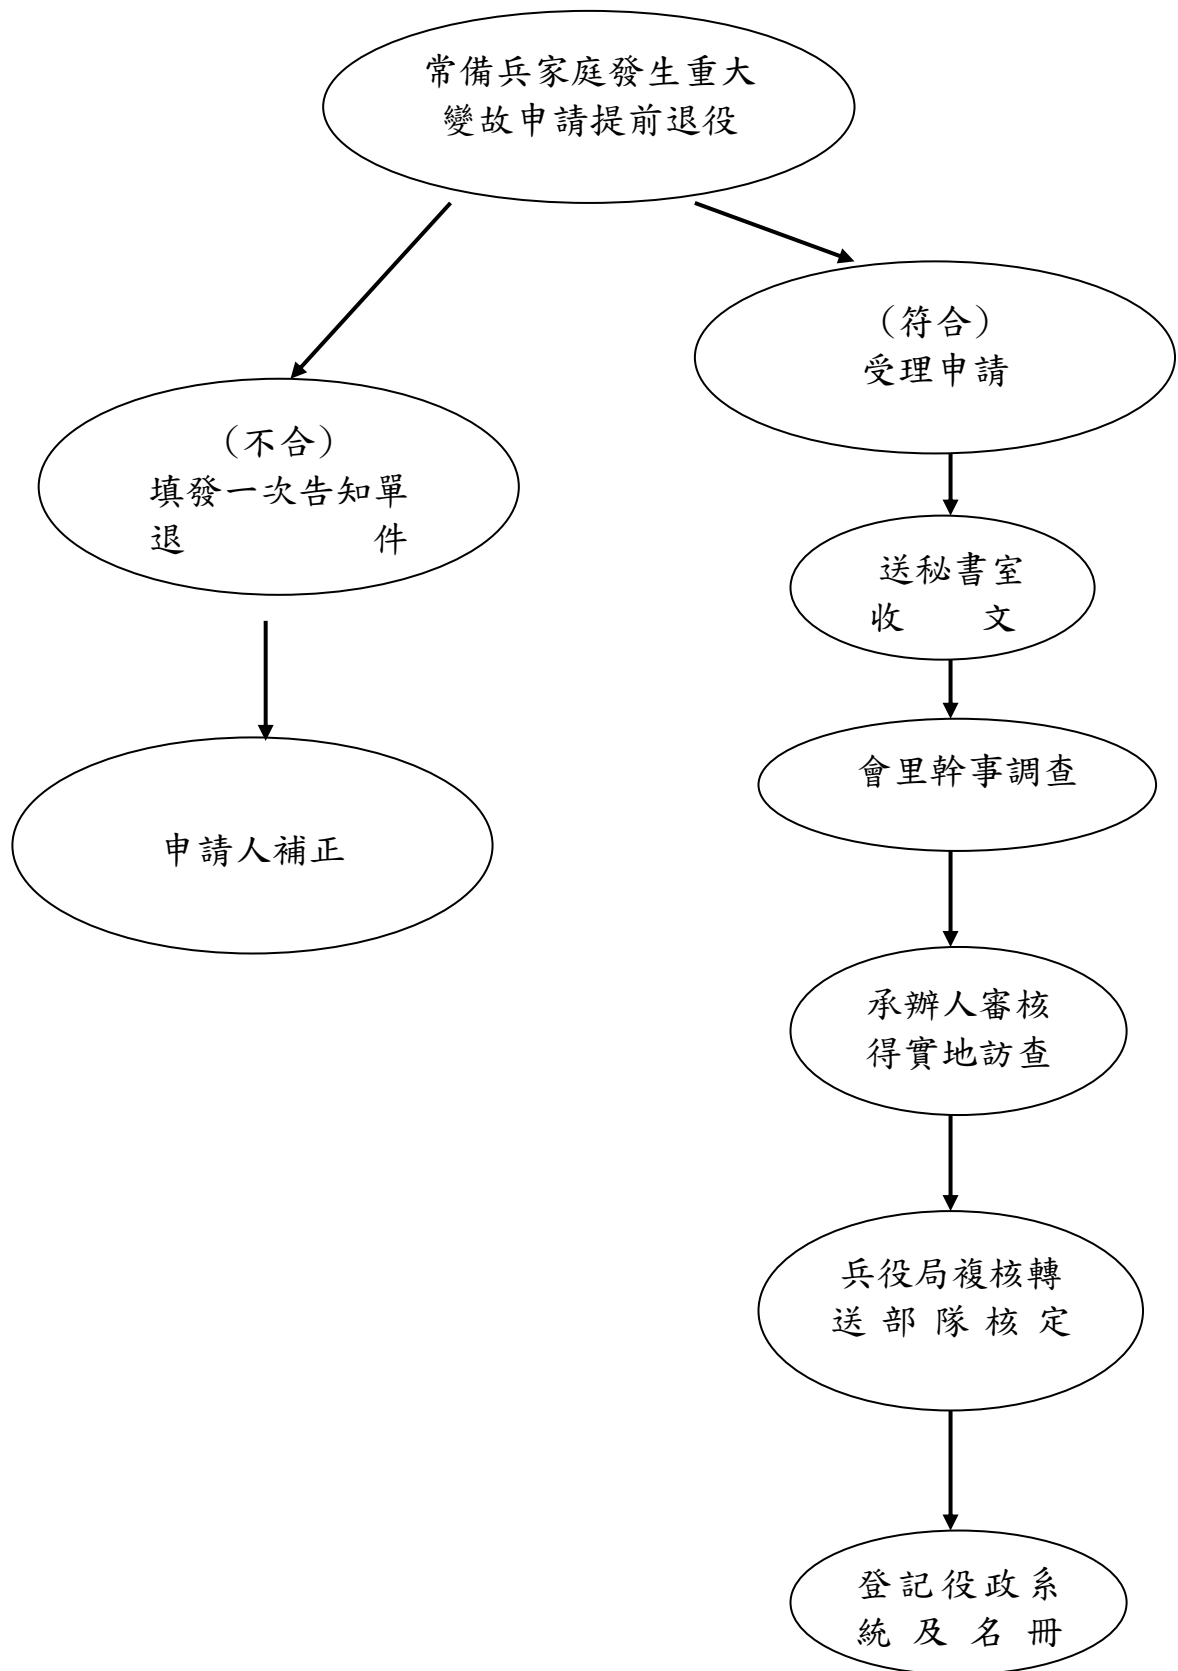 常備兵家庭發生重大
變故申請提前退役
（符合）
受理申請
（不合）
填發一次告知單
退 件
送秘書室
收 文
會里幹事調查
申請人補正
承辦人審核
得實地訪查
兵役局複核轉
送部隊核定
登記役政系
統及名冊